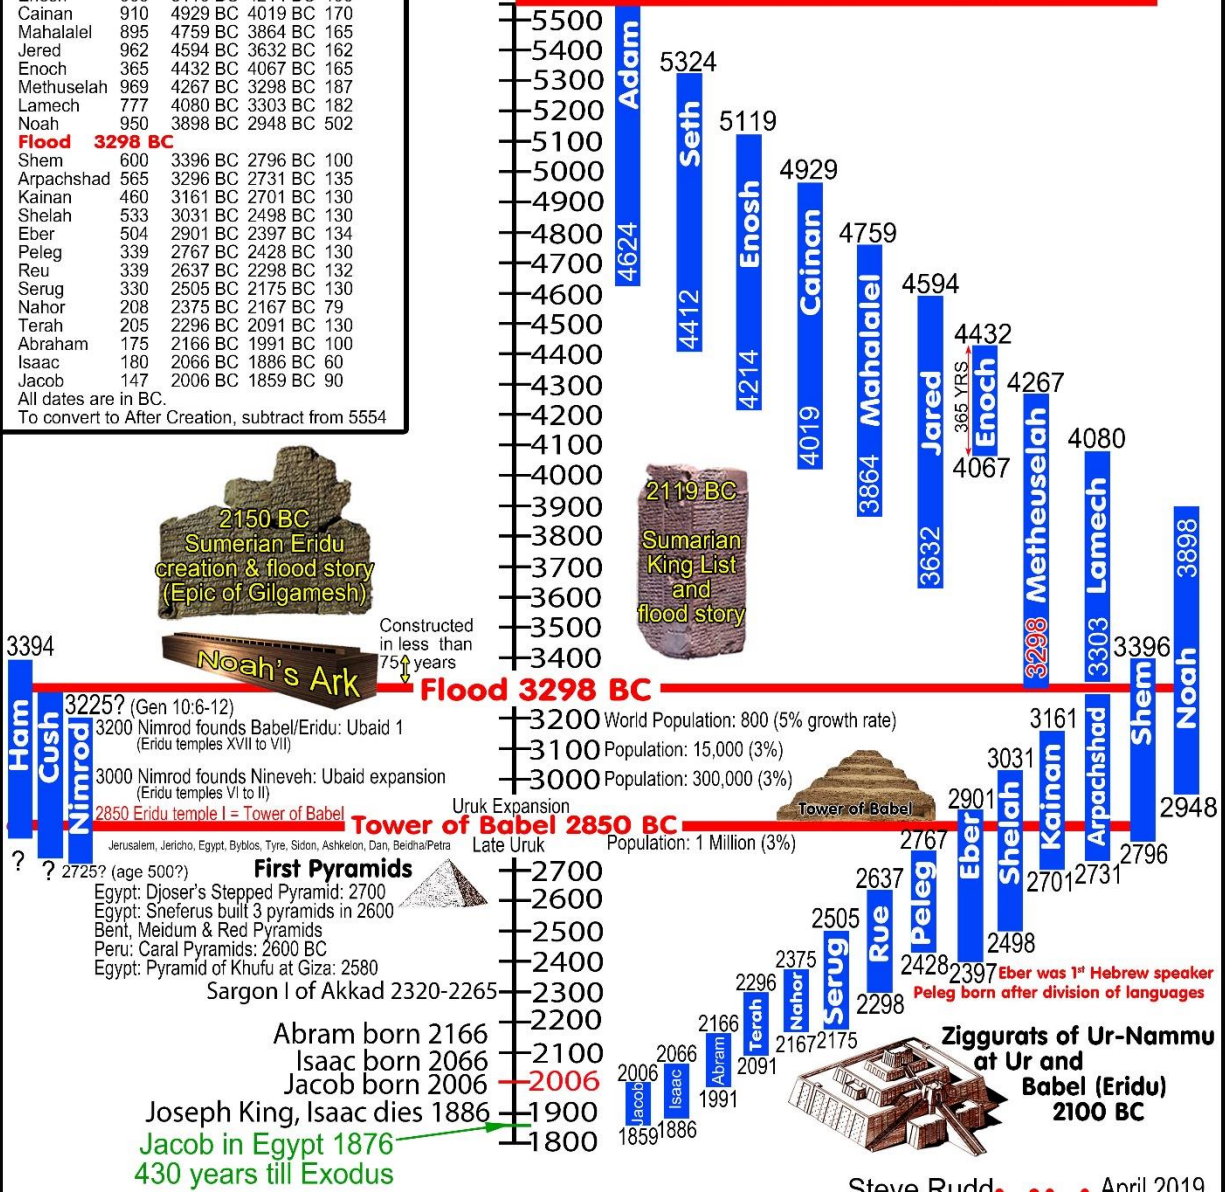 Cainan 910 4929 BC 4019 BC 170
Mahalalel 895 4759 BC 3864 BC 165
Jered 962 4594 BC 3632 BC 162
Enoch 365 4432 BC 4067 BC 165
Methuselah 969 4267 BC 3298 BC 187
Lamech 777 4080 BC 3303 BC 182
Noah 950 3898 BC 2948 BC 502
Flood 3298 BC
Shem 600 3396 BC 2796 BC 100
Arpachshad 565 3296 BC 2731 BC 135
Kainan 460 3161 BC 2701 BC 130
Shelah 533 3031 BC 2498 BC 130
Eber 504 2901 BC 2397 BC 134
Peleg 339 2767 BC 2428 BC 130
Reu 339 2637 BC 2298 BC 132
Serug 330 2505 BC 2175 BC 130
Nahor 208 2375 BC 2167 BC 79
Terah 205 2296 BC 2091 BC 130
Abraham 175 2166 BC 1991 BC 100
Isaac 180 2066 BC 1886 BC 60
Jacob 147 2006 BC 1859 BC 90
All dates are in BC.
To convert to After Creation, subtract from 5554
5500
5400
5300
5200
5100
5000
4900
4800
4700
4600
4500
4400
4300
4200
4100
4000
3900
3800
3700
3600
3500
3400
Adam
4624
5324
Seth
4412
5119
Enosh
4214
4929
Cainan
4019
4759
Mahalalel
3864
4594
Jared
3632
4432
Enoch
365 YRS
4067
4267
Metheuselah
3298
4080
Lamech
3303
3898
Noah
2948
3396
Shem
2796
2150 BC
Sumerian Eridu
creation & flood story
(Epic of Gilgamesh)
2119 BC
Sumarian
King List
and
flood story
Noah's Ark
Constructed
in less than
75 years
3394
Ham
?
Cush
?
Nimrod
Flood 3298 BC
3225? (Gen 10:6-12)
3200 Nimrod founds Babel/Eridu: Ubaid 1
(Eridu temples XVII to VII)
3000 Nimrod founds Nineveh: Ubaid expansion
(Eridu temples VI to II)
2850 Eridu temple I = Tower of Babel
3200 World Population: 800 (5% growth rate)
3100 Population: 15,000 (3%)
3000 Population: 300,000 (3%)
Tower of Babel
Uruk Expansion
Tower of Babel 2850 BC
Late Uruk
Population: 1 Million (3%)
Jerusalem, Jericho, Egypt, Byblos, Tyre, Sidon, Ashkelon, Dan, Beidha/Petra
2725? (age 500?)
First Pyramids
Egypt: Djoser's Stepped Pyramid: 2700
Egypt: Sneferus built 3 pyramids in 2600
Bent, Meidum & Red Pyramids
Peru: Caral Pyramids: 2600 BC
Egypt: Pyramid of Khufu at Giza: 2580
Sargon I of Akkad 2320-2265
Abram born 2166
Isaac born 2066
Jacob born 2006
Joseph King, Isaac dies 1886
Jacob in Egypt 1876
430 years till Exodus
2700
2600
2500
2400
2300
2200
2100
2006
1900
1800
2006
Jacob
1859
2066
Isaac
1886
2166
Abram
1991
2296
Terah
2091
2375
Nahor
2167
2505
Serug
2175
2637
Rue
2298
2767
Peleg
2428
2901
Eber
2397
3031
Shelah
2498
3161
Kainan
2701
Arpachshad
2731
Eber was 1st Hebrew speaker
Peleg born after division of languages
Ziggurats of Ur-Nammu
at Ur and
Babel (Eridu)
2100 BC
Steve Rudd
April 2019